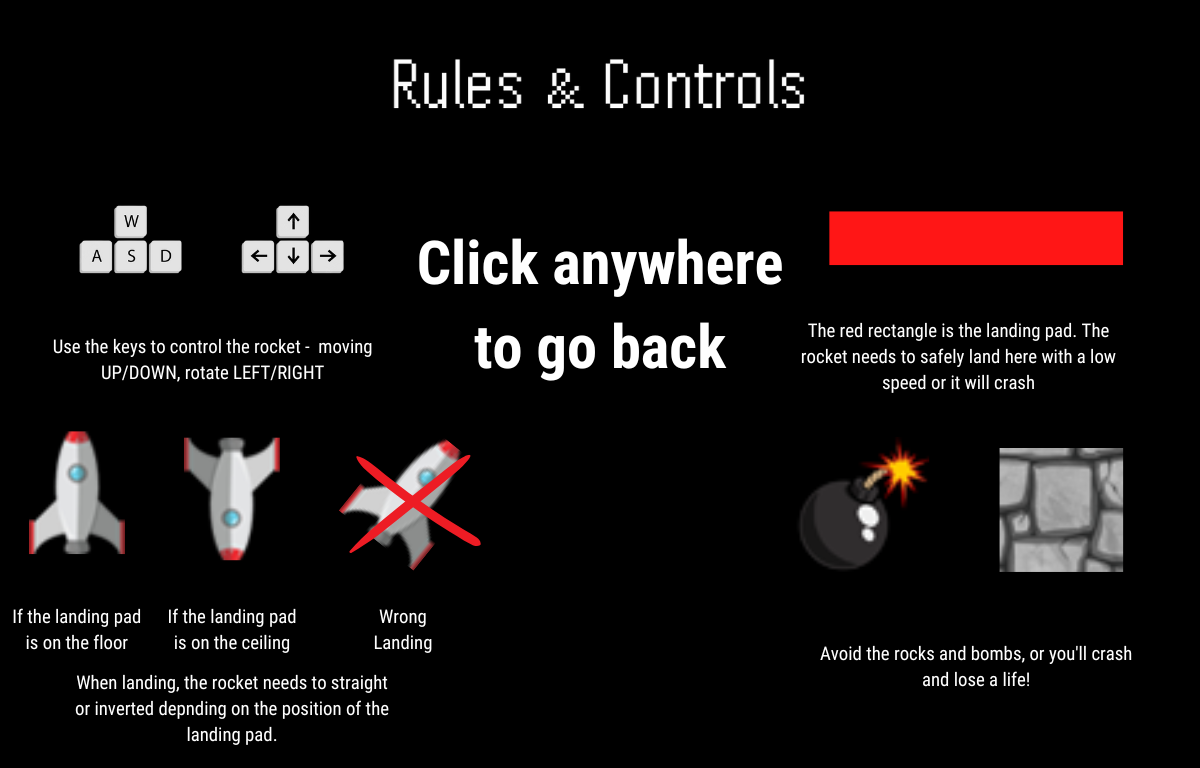 Rules & Controls
W
A S D
↑
← ↓ →
Use the keys to control the rocket - moving
UP/DOWN, rotate LEFT/RIGHT
Click anywhere
to go back
The red rectangle is the landing pad. The
rocket needs to safely land here with a low
speed or it will crash
If the landing pad
is on the floor
If the landing pad
is on the ceiling
Wrong
Landing
When landing, the rocket needs to straight
or inverted depnding on the position of the
landing pad.
Avoid the rocks and bombs, or you'll crash
and lose a life!